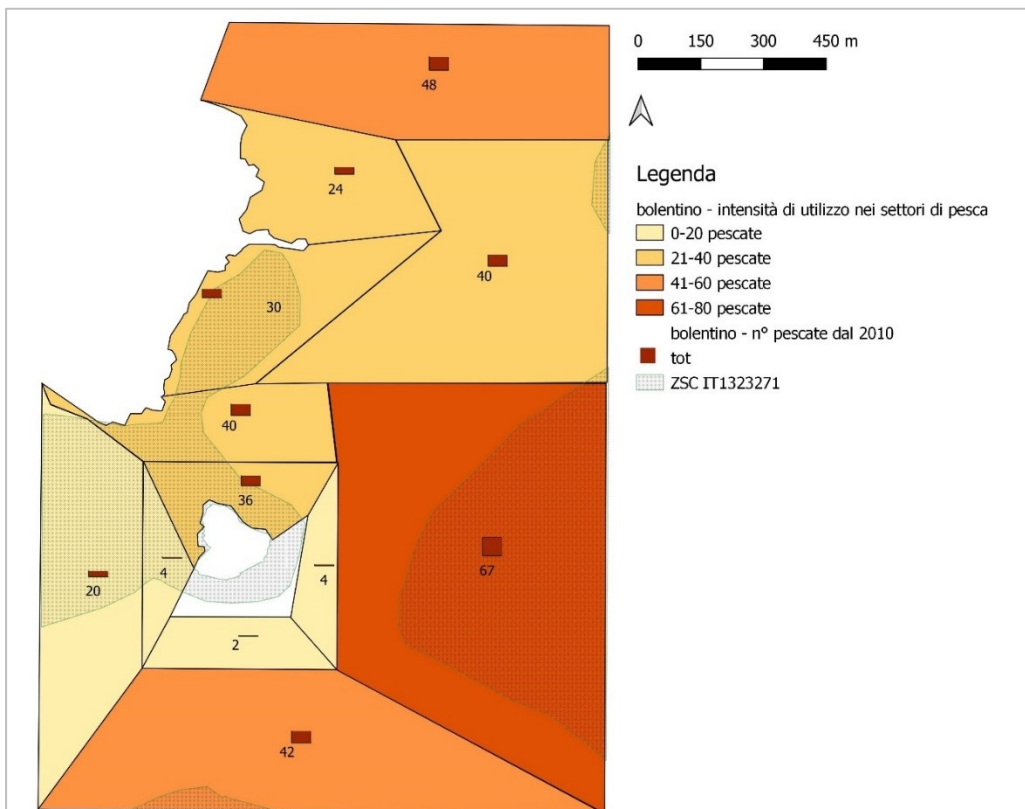 0 150 300 450 m
Legenda
bolentino - intensità di utilizzo nei settori di pesca
0-20 pescate
21-40 pescate
41-60 pescate
61-80 pescate
bolentino - n° pescate dal 2010
tot
ZSC IT1323271
48
24
40
30
40
36
4
4
20
67
2
42